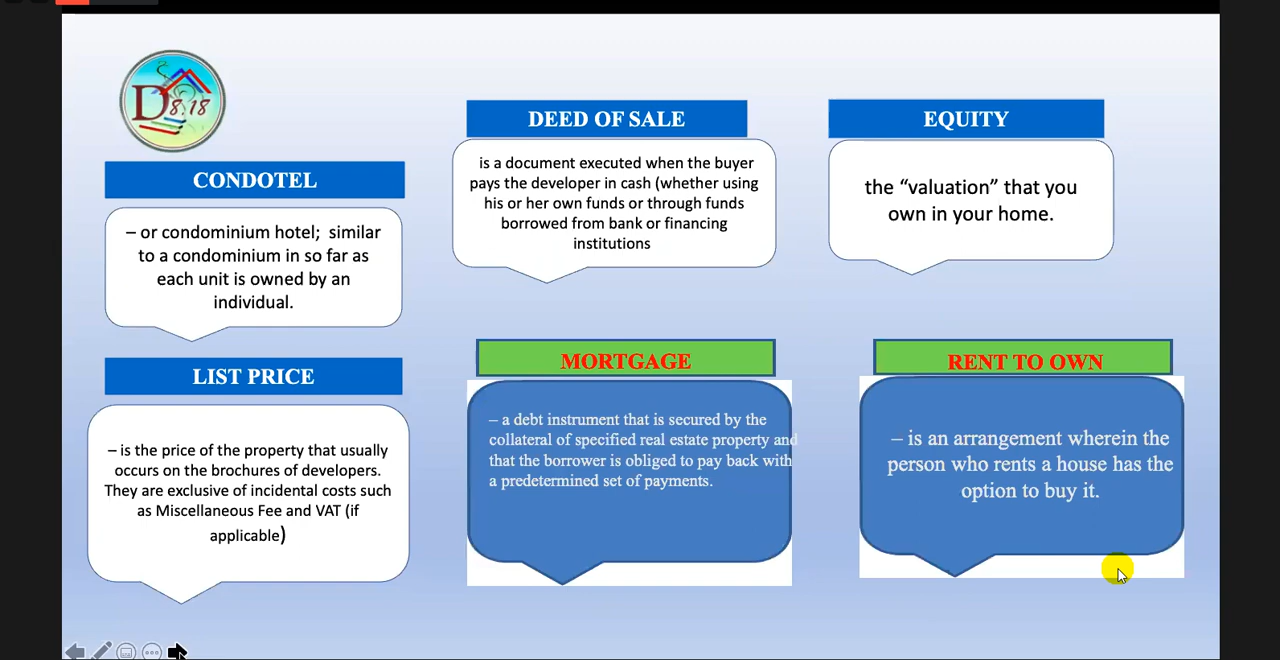 D8.18
CONDOTEL
– or condominium hotel; similar
to a condominium in so far as
each unit is owned by an
individual.
LIST PRICE
– is the price of the property that usually
occurs on the brochures of developers.
They are exclusive of incidental costs such
as Miscellaneous Fee and VAT (if
applicable)
DEED OF SALE
is a document executed when the buyer
pays the developer in cash (whether using
his or her own funds or through funds
borrowed from bank or financing
institutions
MORTGAGE
– a debt instrument that is secured by the
collateral of specified real estate property and
that the borrower is obliged to pay back with
a predetermined set of payments.
EQUITY
the “valuation” that you
own in your home.
RENT TO OWN
– is an arrangement wherein the
person who rents a house has the
option to buy it.